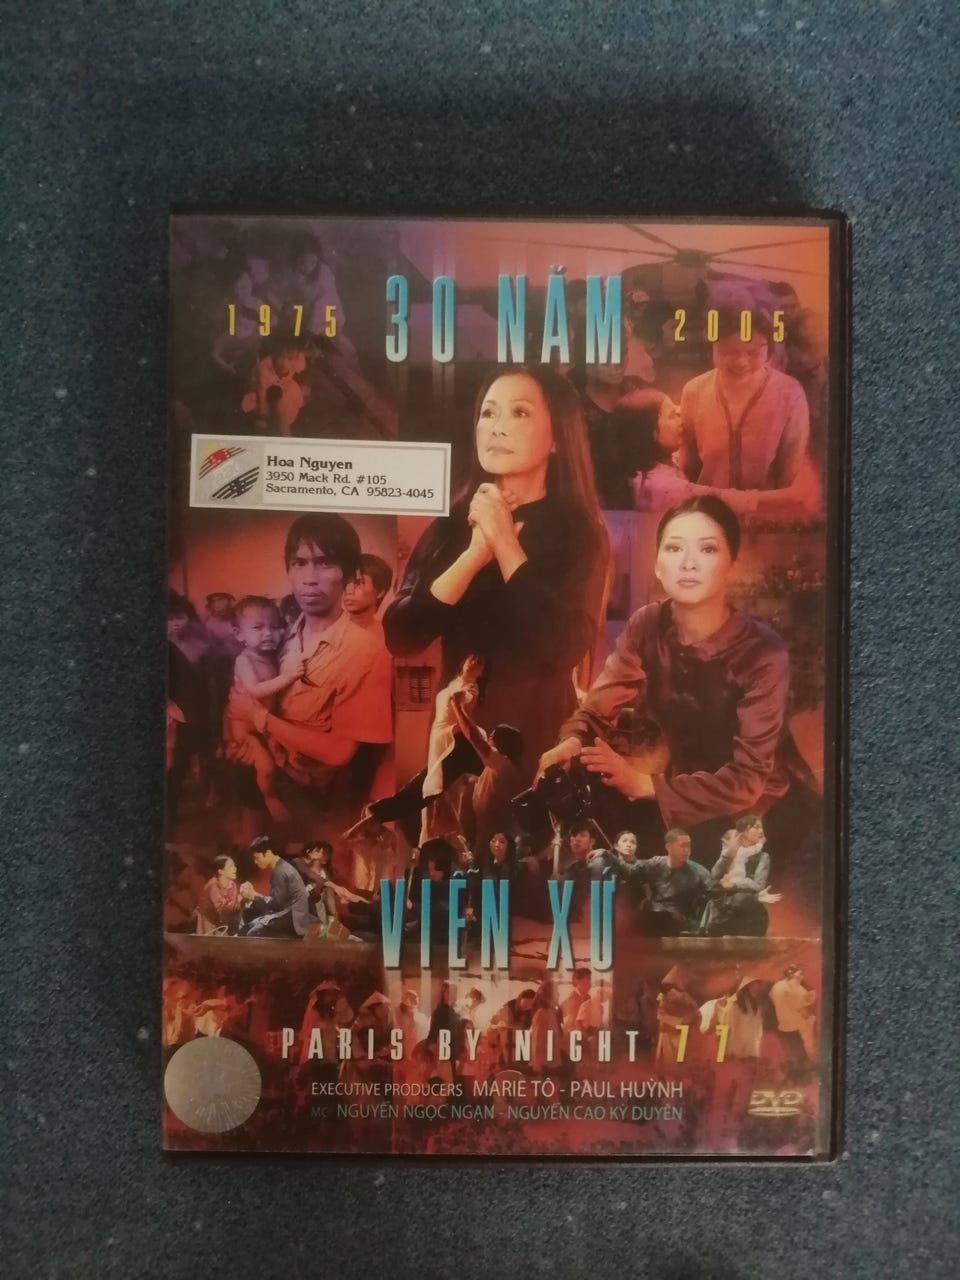 1975 30 NĂM 2005
Hoa Nguyen
3950 Mack Rd. #105
Sacramento, CA 95823-4045
VIỄN XỨ
PARIS BY NIGHT 77
EXECUTIVE PRODUCERS MARIE TÔ - PAUL HUỲNH
MC NGUYỄN NGỌC NGẠN - NGUYỄN CAO KỲ DUYÊN
DVD